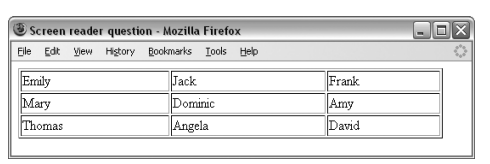 Screen reader question - Mozilla Firefox
File Edit View History Bookmarks Tools Help
Emily Jack Frank
Mary Dominic Amy
Thomas Angela David